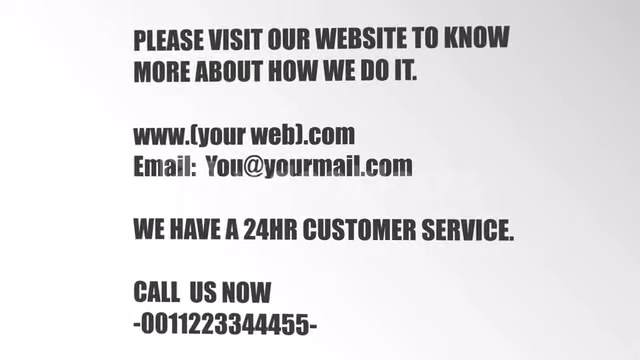 PLEASE VISIT OUR WEBSITE TO KNOW
MORE ABOUT HOW WE DO IT.
www.(your web).com
Email:  You@yourmail.com
WE HAVE A 24HR CUSTOMER SERVICE.
CALL  US NOW
-0011223344455-